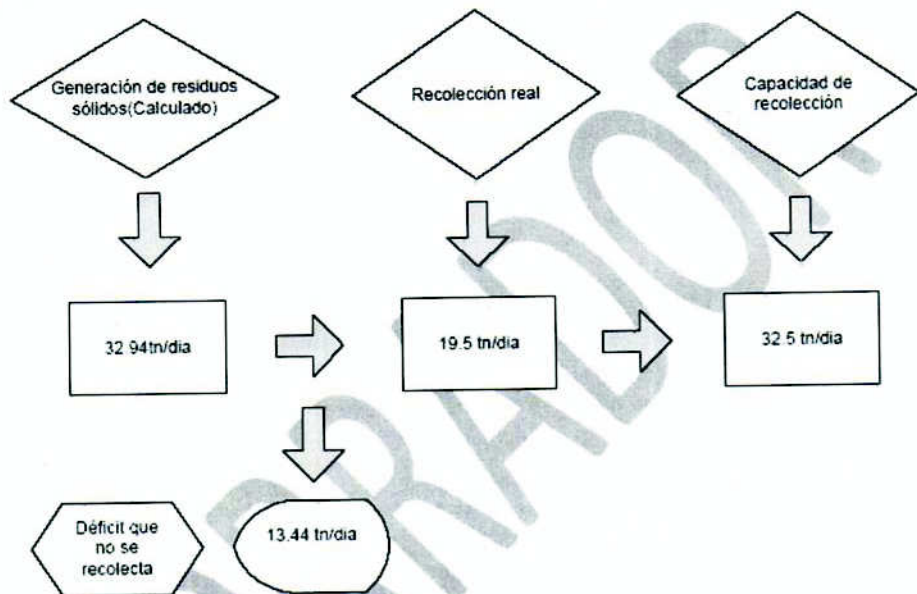 Generación de residuos
sólidos(Calculado)
Recolección real
Capacidad de
recolección
32.94tn/dia
19.5 tn/dia
32.5 tn/dia
Déficit que
no se
recolecta
13.44 tn/dia